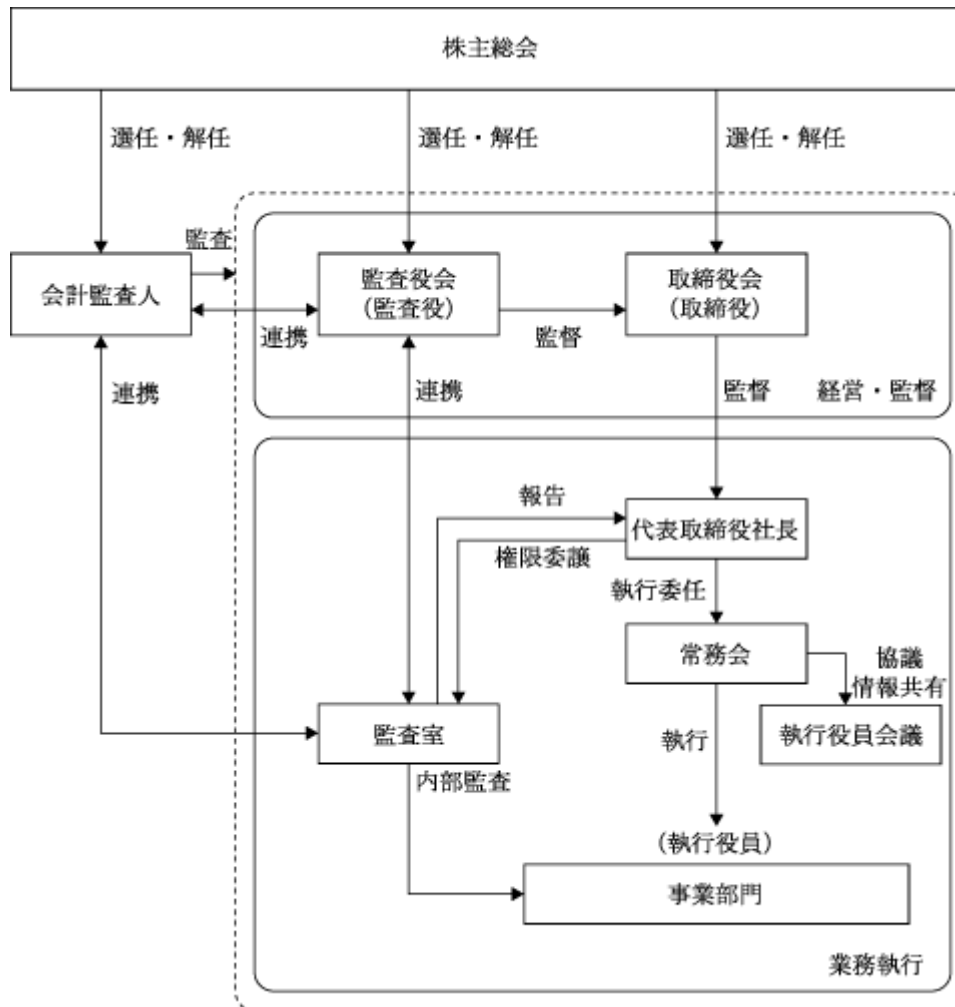 株主総会
選任・解任
選任・解任
選任・解任
監査
会計監査人
監査役会
(監査役)
取締役会
(取締役)
連携
監督
連携
連携
監督
経営・監督
報告
代表取締役社長
権限委譲
執行委任
常務会
協議
情報共有
監査室
執行
執行役員会議
内部監査
(執行役員)
事業部門
業務執行